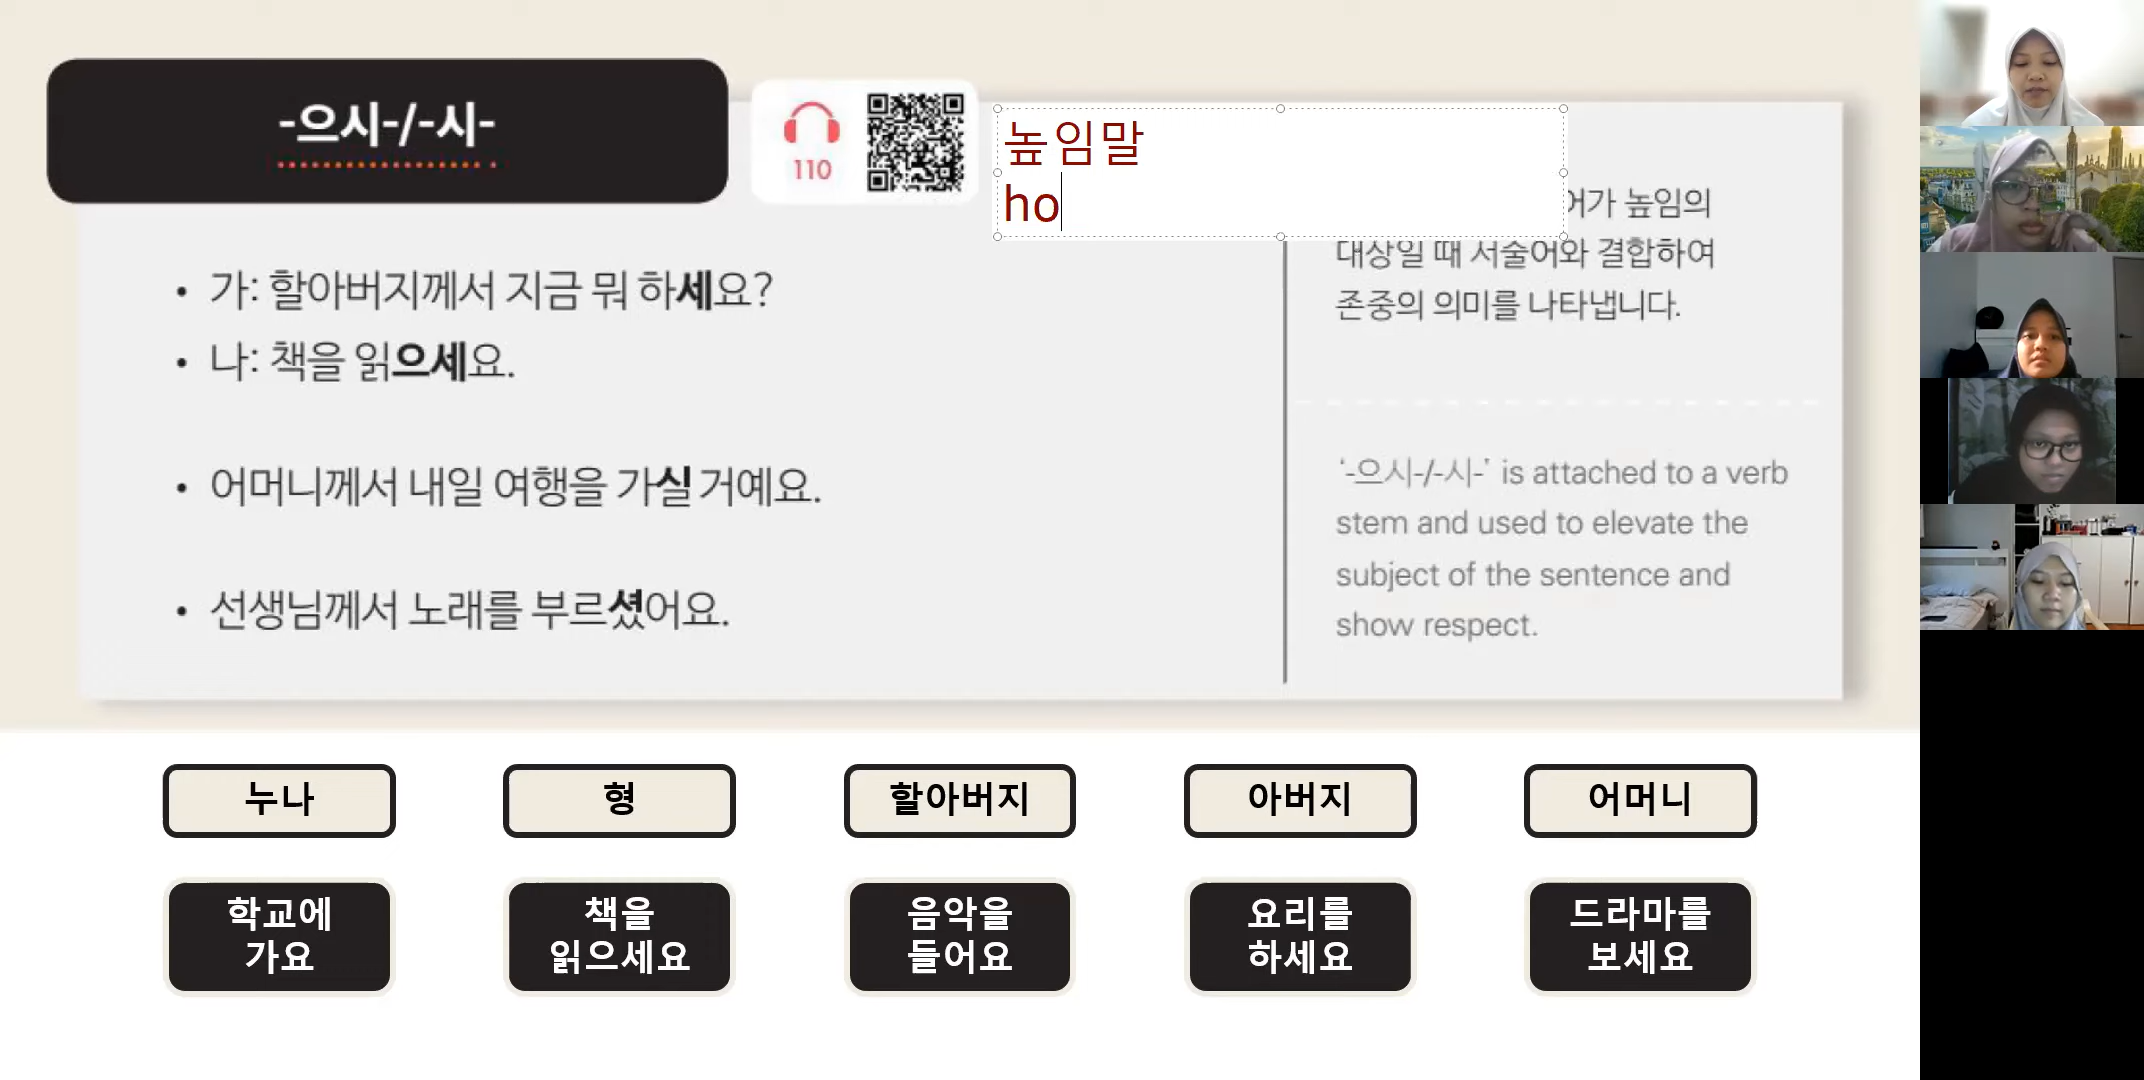 -으시-/-시-
110
높임말
ho
어가 높임의
대상일 때 서술어와 결합하여
존중의 의미를 나타냅니다.
• 가: 할아버지께서 지금 뭐 하세요?
• 나: 책을 읽으세요.
• 어머니께서 내일 여행을 가실 거예요.
• 선생님께서 노래를 부르셨어요.
‘-으시-/-시-’ is attached to a verb
stem and used to elevate the
subject of the sentence and
show respect.
누나
형
할아버지
아버지
어머니
학교에
가요
책을
읽으세요
음악을
들어요
요리를
하세요
드라마를
보세요